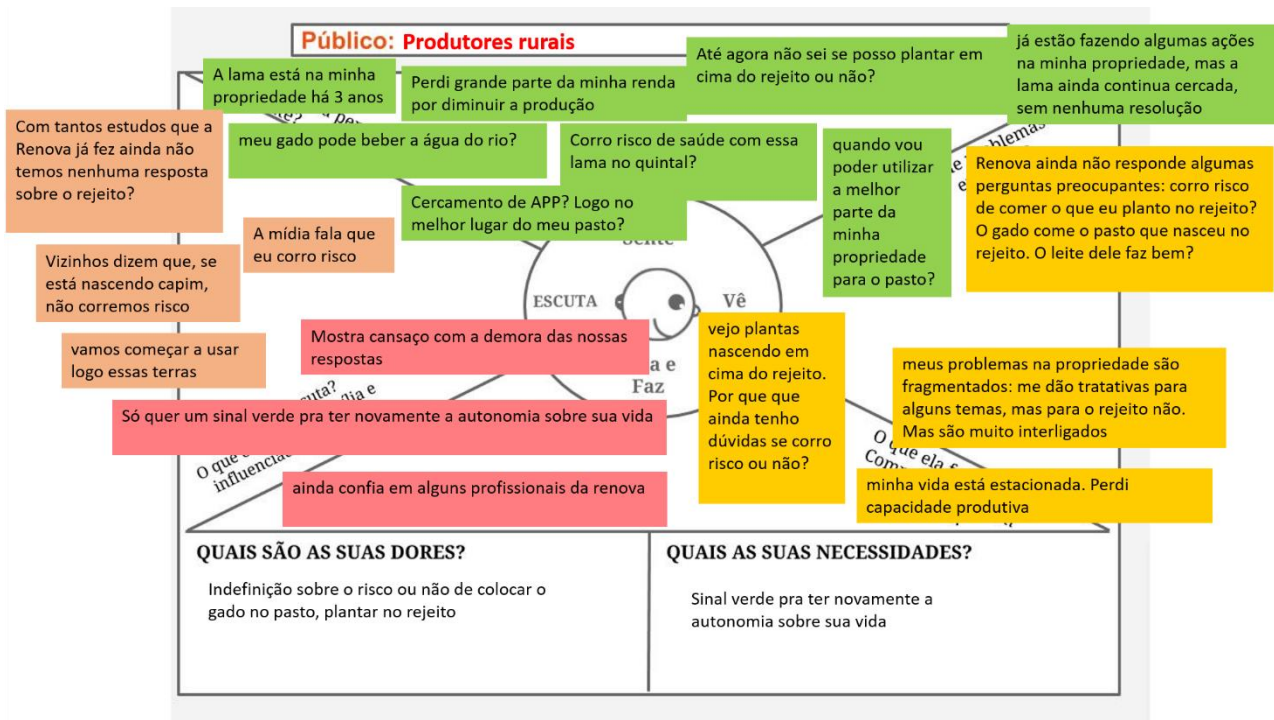 Público: Produtores rurais
A lama está na minha
propriedade há 3 anos
Perdi grande parte da minha renda
por diminuir a produção
Até agora não sei se posso plantar em
cima do rejeito ou não?
já estão fazendo algumas ações
na minha propriedade, mas a
lama ainda continua cercada,
sem nenhuma resolução
Com tantos estudos que a
Renova já fez ainda não
temos nenhuma resposta
sobre o rejeito?
meu gado pode beber a água do rio?
Corro risco de saúde com essa
lama no quintal?
quando vou
poder utilizar
a melhor
parte da
minha
propriedade
para o pasto?
Renova ainda não responde algumas
perguntas preocupantes: corro risco
de comer o que eu planto no rejeito?
O gado come o pasto que nasceu no
rejeito. O leite dele faz bem?
Cercamento de APP? Logo no
melhor lugar do meu pasto?
A mídia fala que
eu corro risco
Vizinhos dizem que, se
está nascendo capim,
não corremos risco
vamos começar a usar
logo essas terras
Sente
ESCUTA
Vê
a e
Faz
Mostra cansaço com a demora das nossas
respostas
Só quer um sinal verde pra ter novamente a autonomia sobre sua vida
ainda confia em alguns profissionais da renova
vejo plantas
nascendo em
cima do rejeito.
Por que que
ainda tenho
dúvidas se corro
risco ou não?
meus problemas na propriedade são
fragmentados: me dão tratativas para
alguns temas, mas para o rejeito não.
Mas são muito interligados
minha vida está estacionada. Perdi
capacidade produtiva
O que
O que ela
QUAIS SÃO AS SUAS DORES?
Indefinição sobre o risco ou não de colocar o
gado no pasto, plantar no rejeito
QUAIS AS SUAS NECESSIDADES?
Sinal verde pra ter novamente a
autonomia sobre sua vida